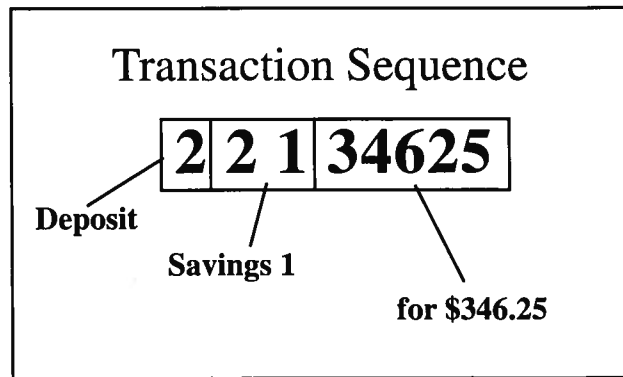 Transaction Sequence
2 2 1 34625
Deposit
Savings 1
for $346.25